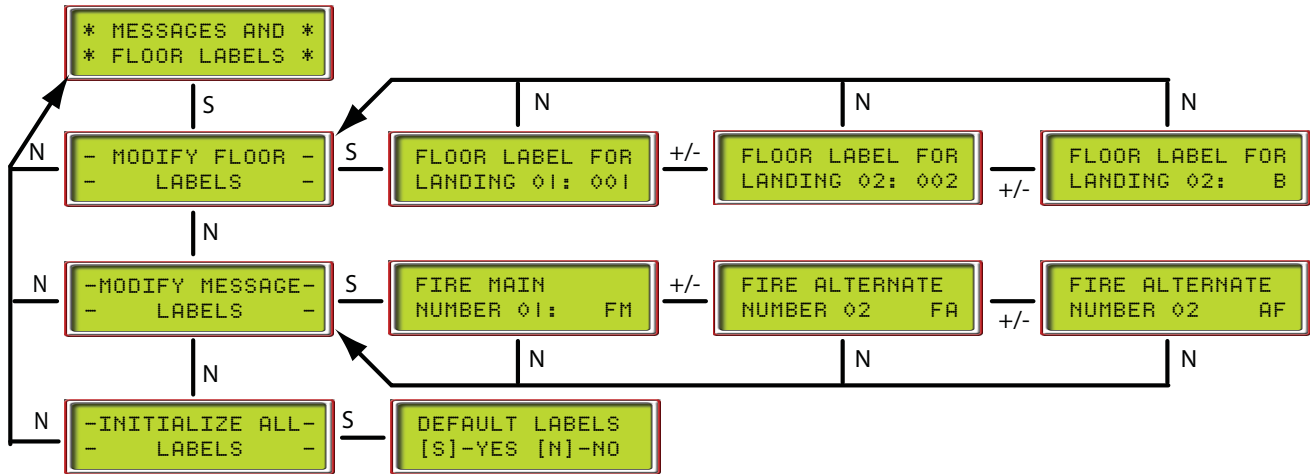 * MESSAGES AND *
* FLOOR LABELS *
S
N
N
N
N
- MODIFY FLOOR -
- LABELS -
S
FLOOR LABEL FOR
LANDING 01: 001
+/-
FLOOR LABEL FOR
LANDING 02: 002
+/-
FLOOR LABEL FOR
LANDING 02: B
N
N
-MODIFY MESSAGE-
- LABELS -
S
FIRE MAIN
NUMBER 01: FM
+/-
FIRE ALTERNATE
NUMBER 02 FA
+/-
FIRE ALTERNATE
NUMBER 02 AF
N
N
N
N
N
-INITIALIZE ALL-
- LABELS -
S
DEFAULT LABELS
[S]-YES [N]-NO